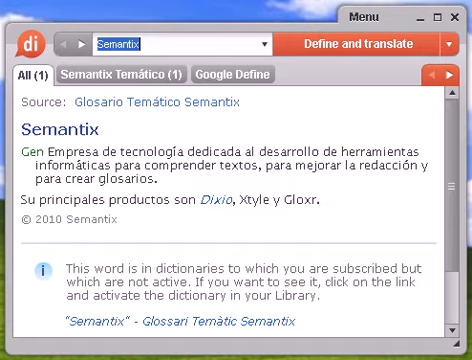 Menu
di
Semantix
Define and translate
All (1)
Semantix Temático (1)
Google Define
Source: Glosario Temático Semantix
Semantix
Gen Empresa de tecnología dedicada al desarrollo de herramientas
informáticas para comprender textos, para mejorar la redacción y
para crear glosarios.
Su principales productos son Dixio, Xtyle y Gloxr.
© 2010 Semantix
This word is in dictionaries to which you are subscribed but
which are not active. If you want to see it, click on the link
and activate the dictionary in your Library.
"Semantix" - Glossari Temàtic Semantix